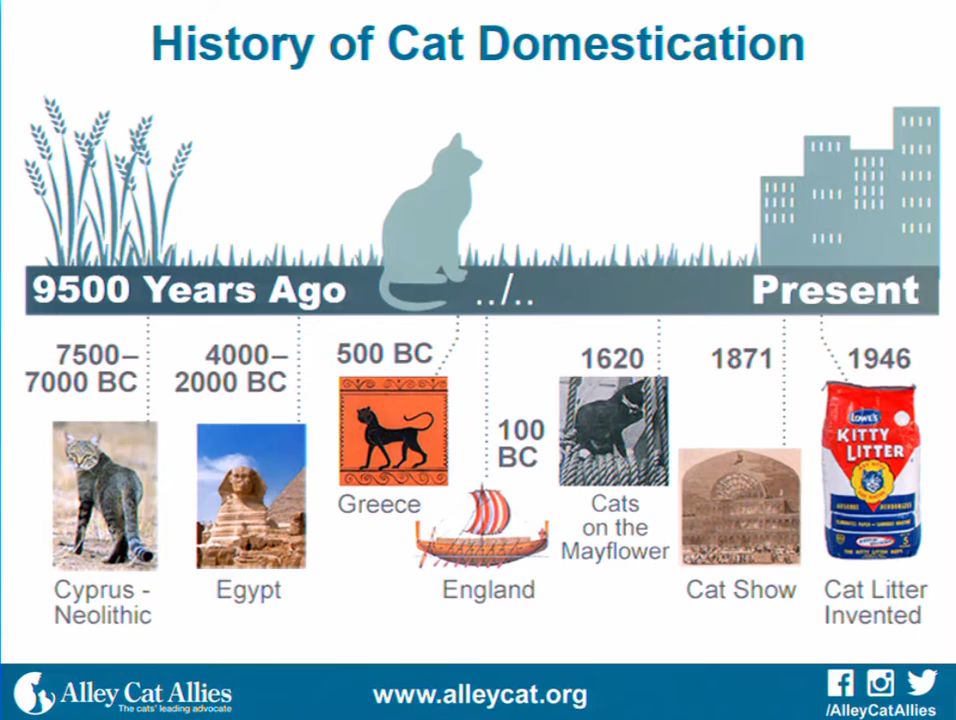 History of Cat Domestication
9500 Years Ago
../..
Present
7500–
7000 BC
Cyprus -
Neolithic
4000–
2000 BC
Egypt
500 BC
Greece
100
BC
England
1620
Cats
on the
Mayflower
1871
Cat Show
1946
LOWE'S
KITTY
LITTER
Cat Litter
Invented
Alley Cat Allies
The cats' leading advocate
www.alleycat.org
/AlleyCatAllies